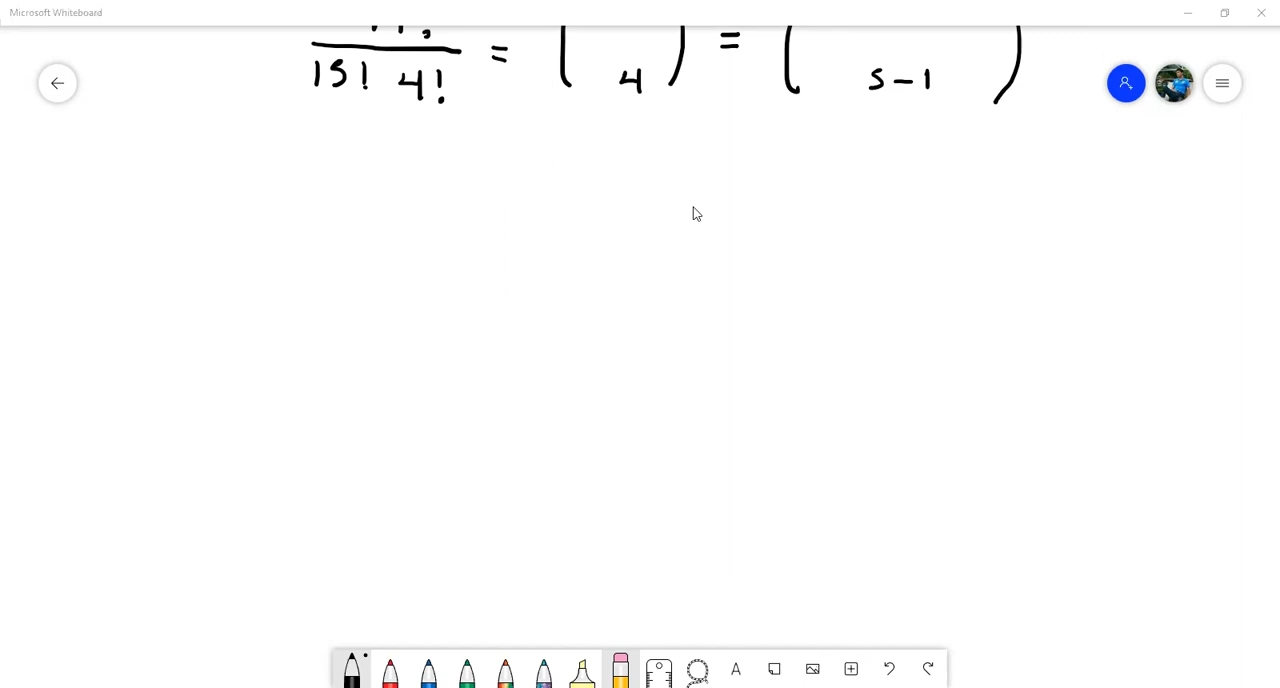 Microsoft Whiteboard
15! 4! = ( 4 ) = ( 5-1 )
A